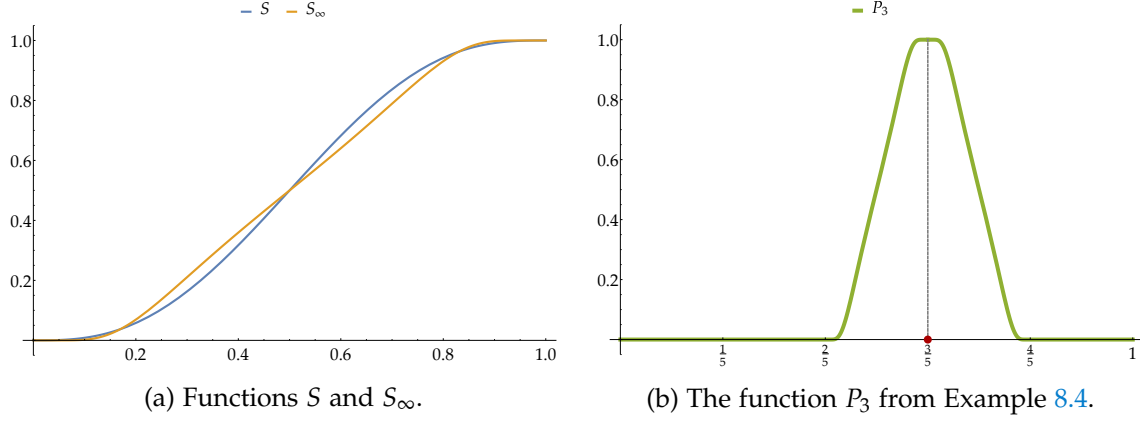 S S∞
1.0
0.8
0.6
0.4
0.2
0.2 0.4 0.6 0.8 1.0
(a) Functions S and S∞.
P₃
1.0
0.8
0.6
0.4
0.2
1/5 2/5 3/5 4/5 1
(b) The function P₃ from Example 8.4.